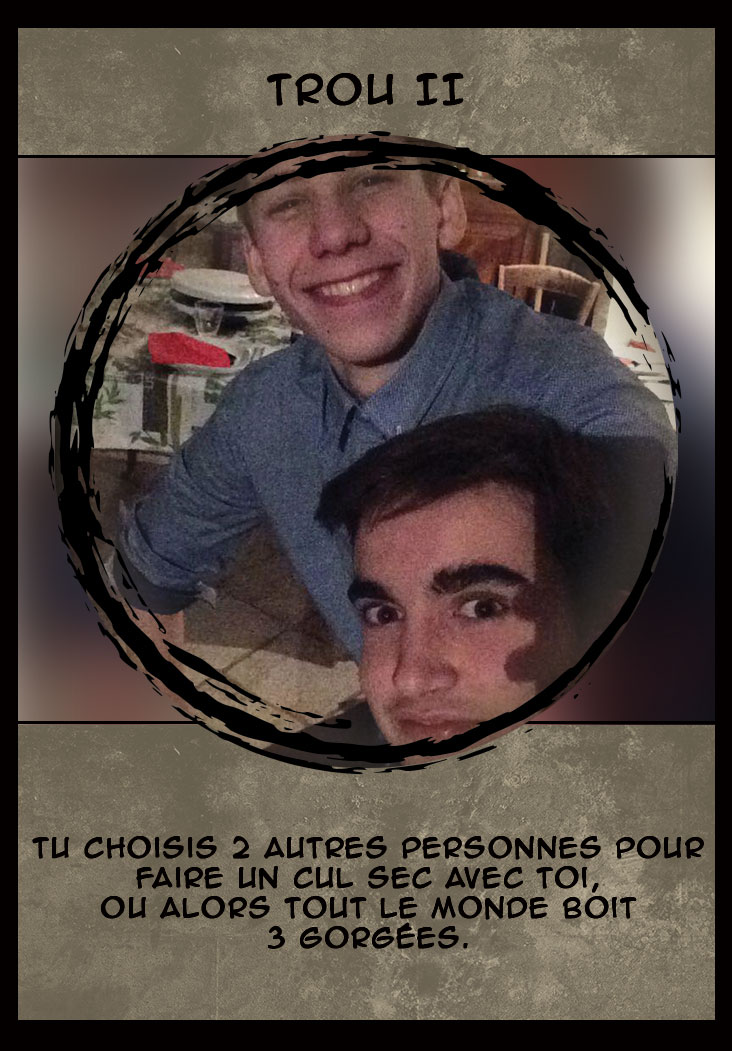 TROU II
TU CHOISIS 2 AUTRES PERSONNES POUR
FAIRE UN CUL SEC AVEC TOI,
OU ALORS TOUT LE MONDE BOIT
3 GORGÉES.